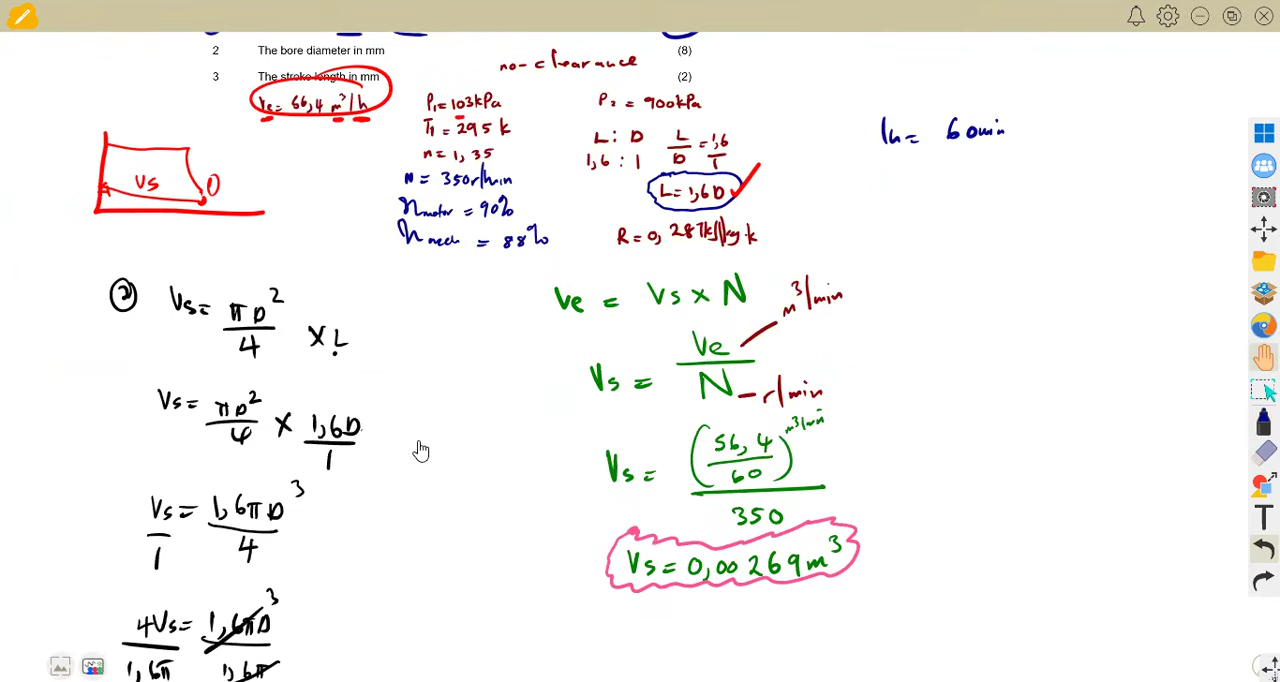 2 The bore diameter in mm (8)
no-clearance
3 The stroke length in mm (2)
Ve = 56,4 m³/h
P1 = 103kPa
T1 = 295 k
n = 1,35
N = 350r/min
ηmotor = 90%
ηmech = 88%
P2 = 900kPa
L : D L/D = 1,6/1
1,6 : 1
L = 1,6D
R = 0,287kJ/kg k
1h = 60min
Vs
1
② Vs = πD²/4 × L
Vs = πD²/4 × 1,6D/1
Vs/1 = 1,6πD³/4
4Vs/1,6π = 1,6πD³/1,6π
Ve = Vs × N
m³/min
Vs = Ve/N
r/min
Vs = (56,4/60) m³/min / 350
Vs = 0,00269m³
T